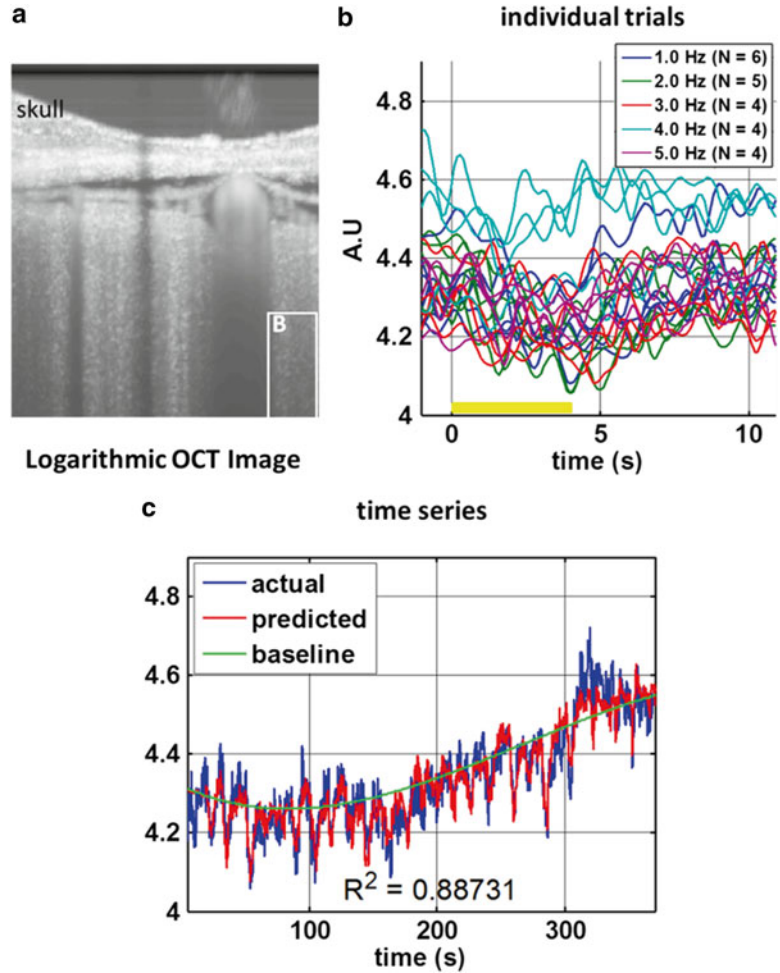 a
skull
B
Logarithmic OCT Image
b
individual trials
1.0 Hz (N = 6)
2.0 Hz (N = 5)
3.0 Hz (N = 4)
4.0 Hz (N = 4)
5.0 Hz (N = 4)
4.8
4.6
4.4
4.2
4
A.U
0
5
10
time (s)
c
time series
actual
predicted
baseline
4.8
4.6
4.4
4.2
4
R² = 0.88731
100
200
300
time (s)